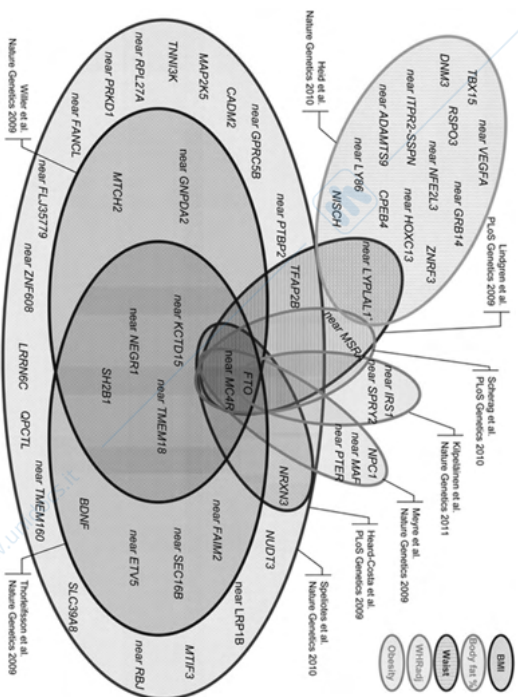 BMI
Body fat %
Waist
WHRadj
Obesity
Heid et al.
Nature Genetics 2010
Lindgren et al.
PLoS Genetics 2009
Scherag et al.
PLoS Genetics 2010
Kilpeläinen et al.
Nature Genetics 2011
Meyre et al.
Nature Genetics 2009
Heard-Costa et al.
PLoS Genetics 2009
Speliotes et al.
Nature Genetics 2010
Willer et al.
Nature Genetics 2009
Thorleifsson et al.
Nature Genetics 2009
near VEGFA
TBX15
near GRB14
RSPO3
DNM3
ZNRF3
near NFE2L3
near ITPR2-SSPN
near HOXC13
near ADAMTS9
CPEB4
near LY86
NISCH
near LYPLAL1*
near MSRA
near IRS1
near SPRY2
NPC1
near MAF
near PTER
TFAP2B
near PTBP2
near GPRC5B
CADM2
MAP2K5
TNNI3K
near RPL27A
near PRKD1
near FANCL
near FLJ35779
near ZNF608
LRRN6C
QPCTL
near TMEM160
SLC39A8
near RBJ
MTIF3
near LRP1B
NUDT3
NRXN3
FTO
near MC4R
near GNPDA2
MTCH2
near KCTD15
near NEGR1
near TMEM18
SH2B1
near FAIM2
near SEC16B
near ETV5
BDNF